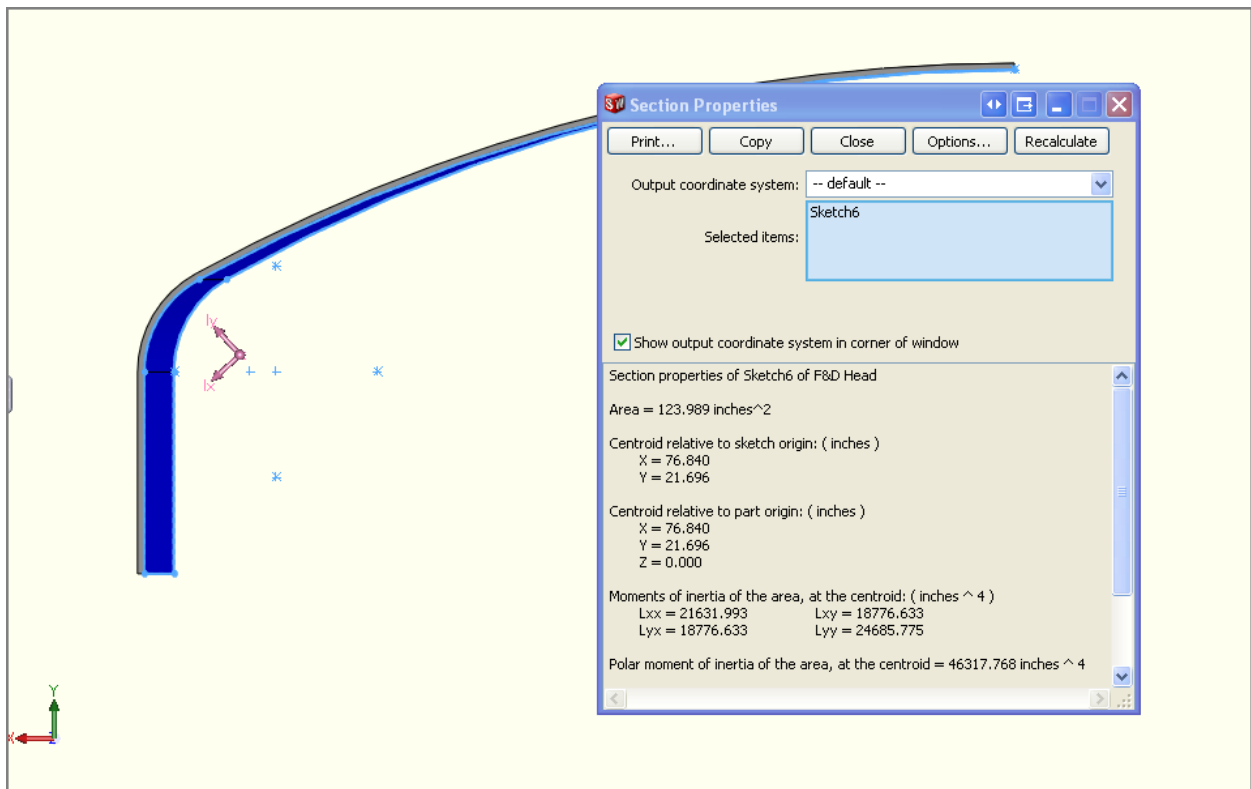 SW Section Properties
Print... Copy Close Options... Recalculate
Output coordinate system: -- default --
Selected items: Sketch6
Show output coordinate system in corner of window
Section properties of Sketch6 of F&D Head
Area = 123.989 inches^2
Centroid relative to sketch origin: ( inches )
X = 76.840
Y = 21.696
Centroid relative to part origin: ( inches )
X = 76.840
Y = 21.696
Z = 0.000
Moments of inertia of the area, at the centroid: ( inches ^ 4 )
Lxx = 21631.993 Lxy = 18776.633
Lyx = 18776.633 Lyy = 24685.775
Polar moment of inertia of the area, at the centroid = 46317.768 inches ^ 4
Iy
Ix
Y
X Z